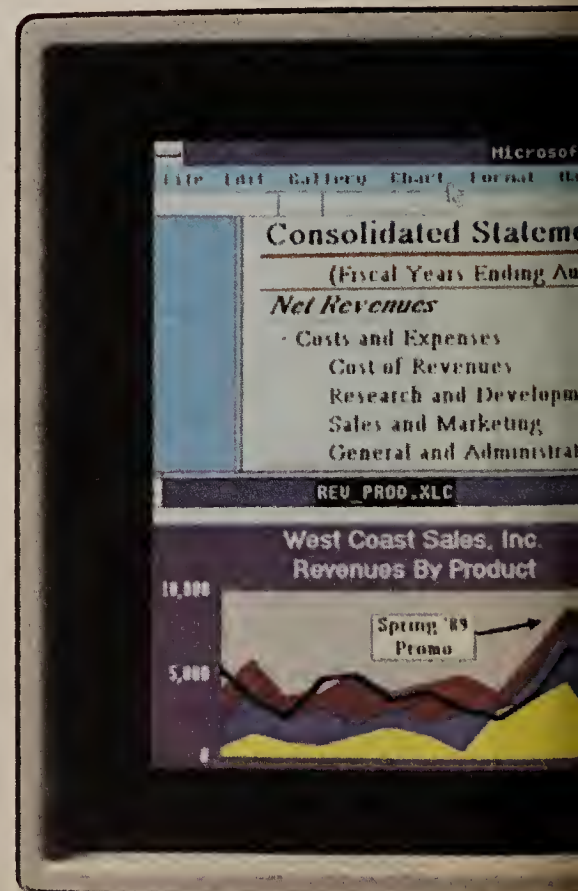 Microsof
File Edit Gallery Chart Format
Consolidated Stateme
(Fiscal Years Ending Au
Net Revenues
- Costs and Expenses
Cost of Revenues
Research and Developm
Sales and Marketing
General and Administrat
REV_PROD.XLC
West Coast Sales, Inc.
Revenues By Product
10,000
Spring '89
Promo
5,000
0